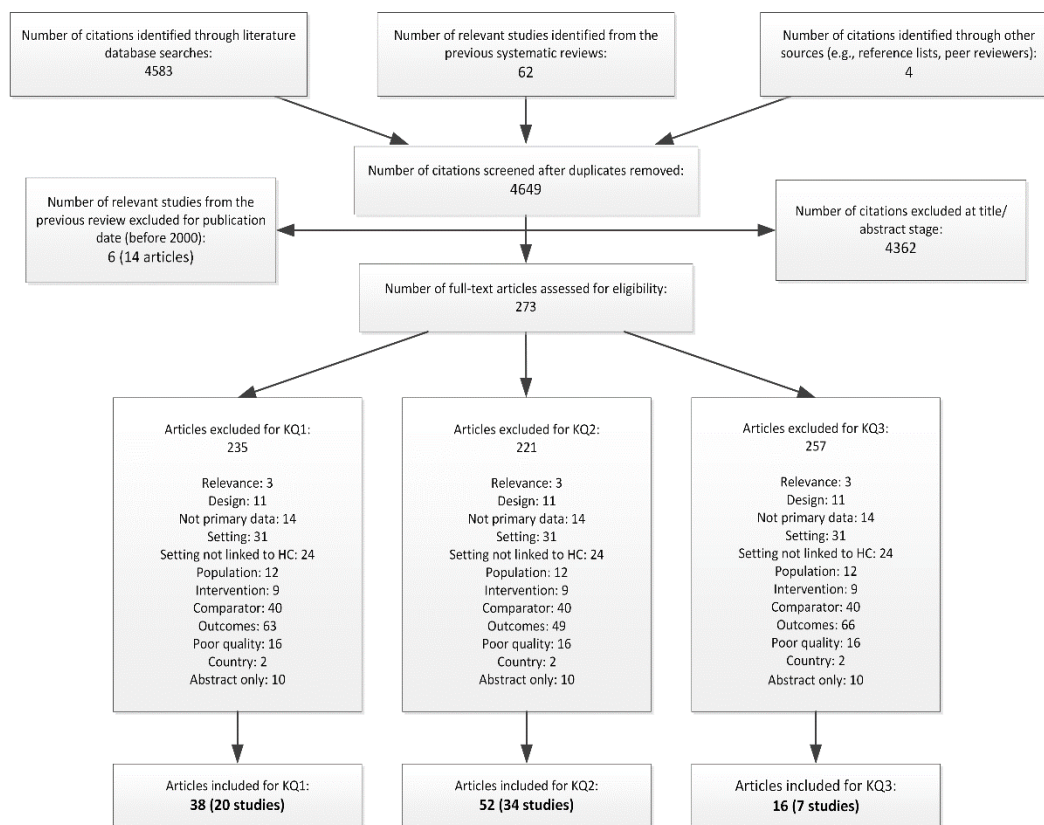 Number of citations identified through literature
database searches:
4583
Number of relevant studies identified from the
previous systematic reviews:
62
Number of citations identified through other
sources (e.g., reference lists, peer reviewers):
4
Number of citations screened after duplicates removed:
4649
Number of relevant studies from the
previous review excluded for publication
date (before 2000):
6 (14 articles)
Number of citations excluded at title/
abstract stage:
4362
Number of full-text articles assessed for eligibility:
273
Articles excluded for KQ1:
235
Relevance: 3
Design: 11
Not primary data: 14
Setting: 31
Setting not linked to HC: 24
Population: 12
Intervention: 9
Comparator: 40
Outcomes: 63
Poor quality: 16
Country: 2
Abstract only: 10
Articles excluded for KQ2:
221
Relevance: 3
Design: 11
Not primary data: 14
Setting: 31
Setting not linked to HC: 24
Population: 12
Intervention: 9
Comparator: 40
Outcomes: 49
Poor quality: 16
Country: 2
Abstract only: 10
Articles excluded for KQ3:
257
Relevance: 3
Design: 11
Not primary data: 14
Setting: 31
Setting not linked to HC: 24
Population: 12
Intervention: 9
Comparator: 40
Outcomes: 66
Poor quality: 16
Country: 2
Abstract only: 10
Articles included for KQ1:
38 (20 studies)
Articles included for KQ2:
52 (34 studies)
Articles included for KQ3:
16 (7 studies)